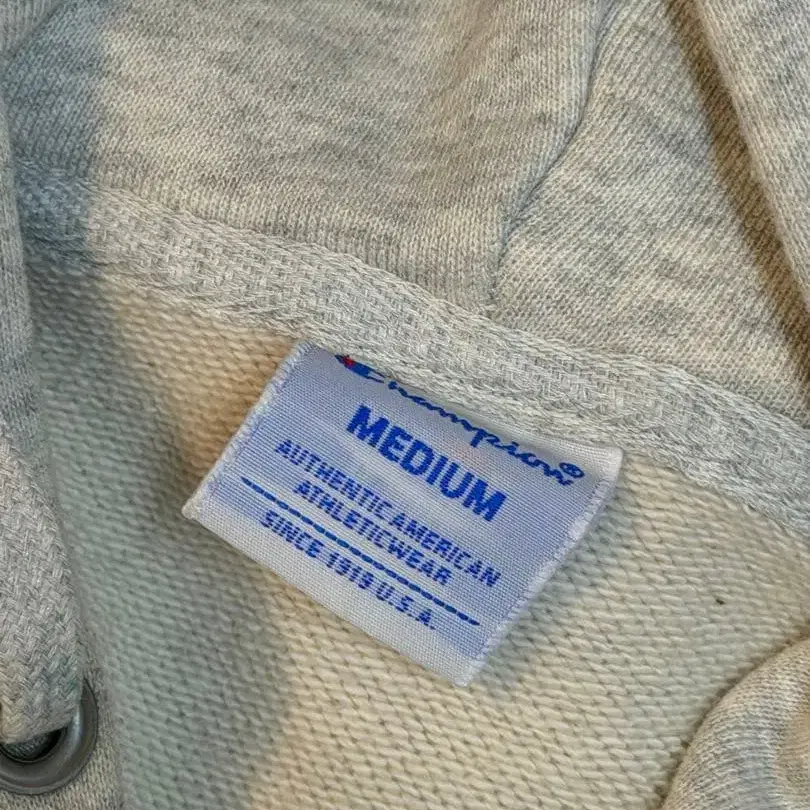 Champion®
MEDIUM
AUTHENTIC AMERICAN
ATHLETICWEAR
SINCE 1919 U.S.A.